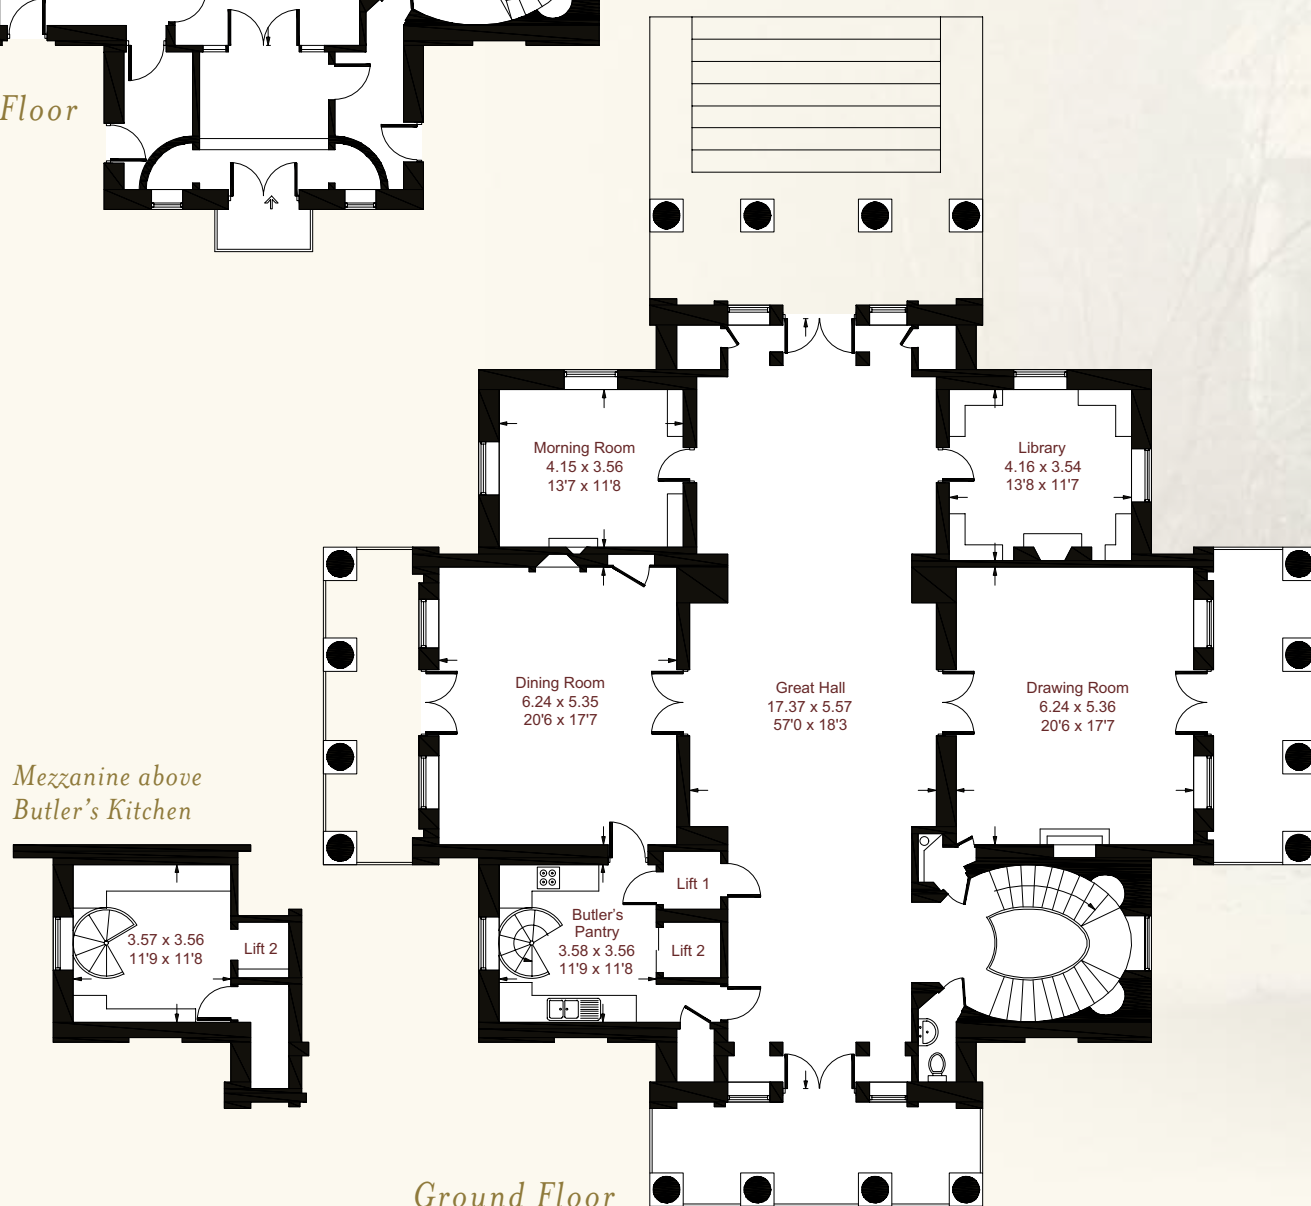 Floor
Morning Room
4.15 x 3.56
13'7 x 11'8
Library
4.16 x 3.54
13'8 x 11'7
Dining Room
6.24 x 5.35
20'6 x 17'7
Great Hall
17.37 x 5.57
57'0 x 18'3
Drawing Room
6.24 x 5.36
20'6 x 17'7
Mezzanine above
Butler's Kitchen
3.57 x 3.56
11'9 x 11'8
Lift 2
Lift 1
Butler's
Pantry
3.58 x 3.56
11'9 x 11'8
Lift 2
Ground Floor